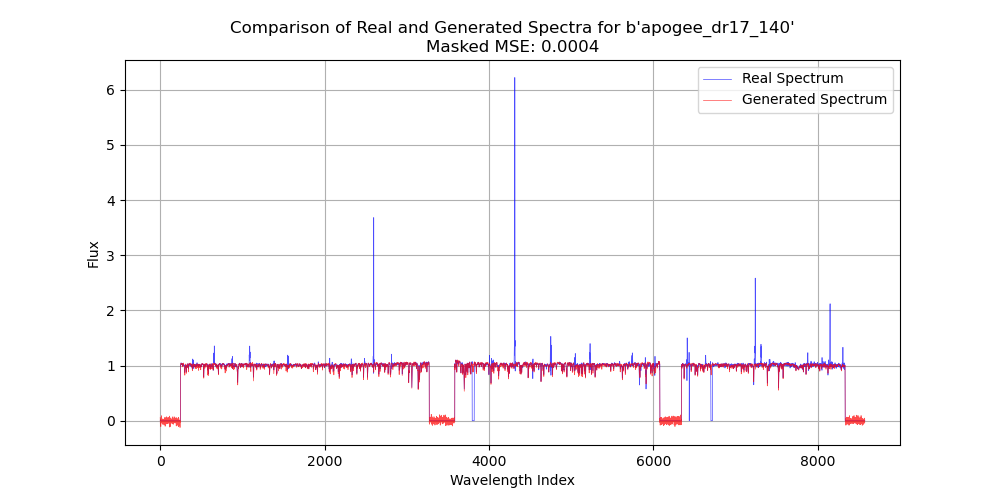 Comparison of Real and Generated Spectra for b'apogee_dr17_140'
Masked MSE: 0.0004
Real Spectrum
Generated Spectrum
6
5
4
3
2
1
0
Flux
0 2000 4000 6000 8000
Wavelength Index